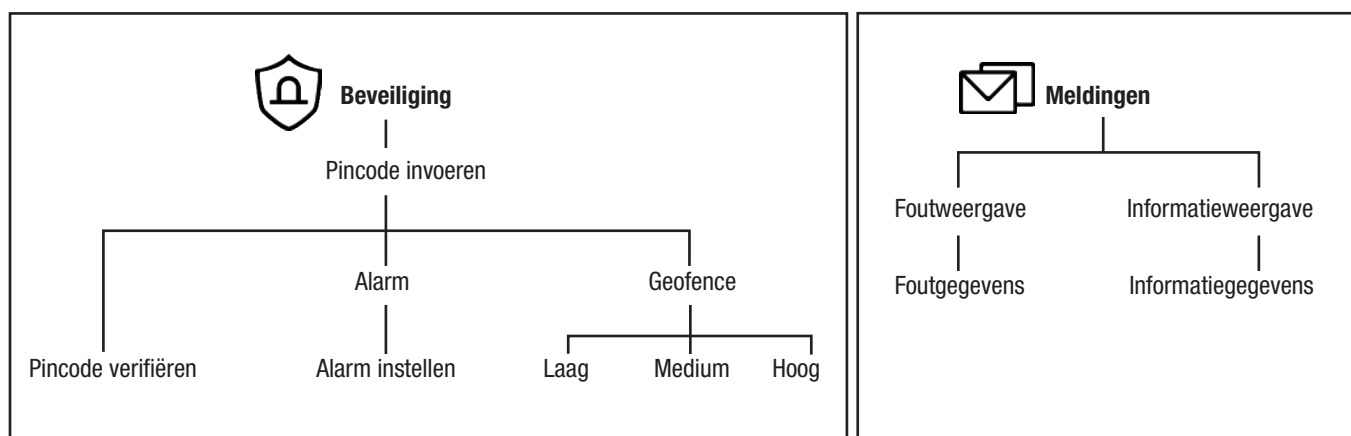 Beveiliging
Pincode invoeren
Alarm
Geofence
Pincode verifiëren
Alarm instellen
Laag
Medium
Hoog
Meldingen
Foutweergave
Informatieweergave
Foutgegevens
Informatiegegevens